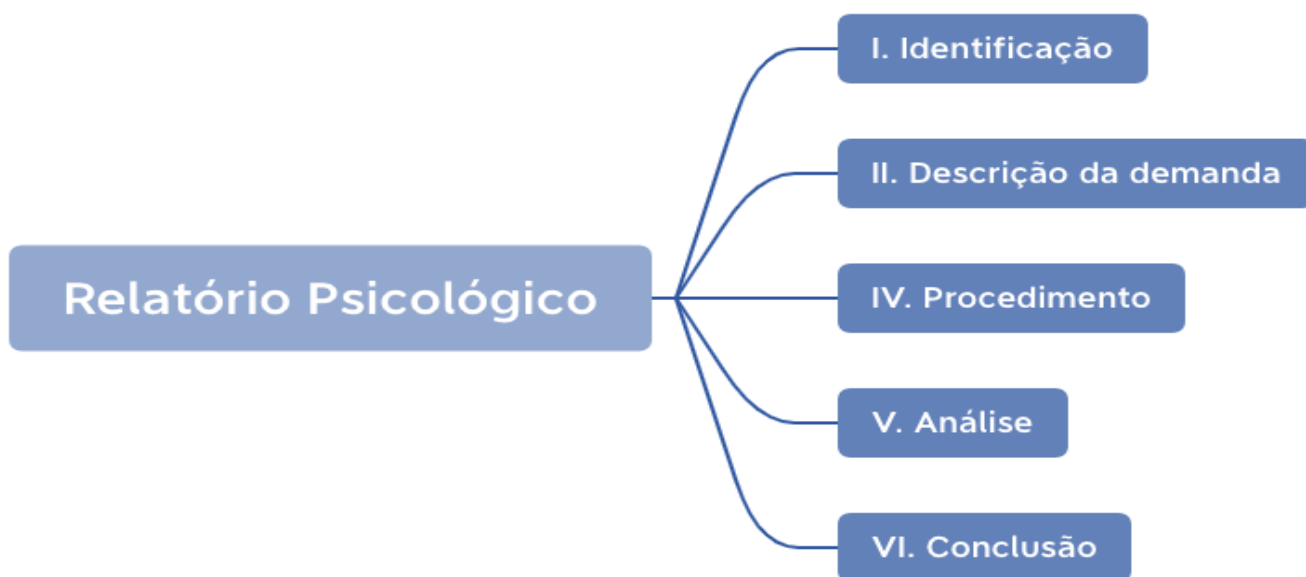 Relatório Psicológico
I. Identificação
II. Descrição da demanda
IV. Procedimento
V. Análise
VI. Conclusão